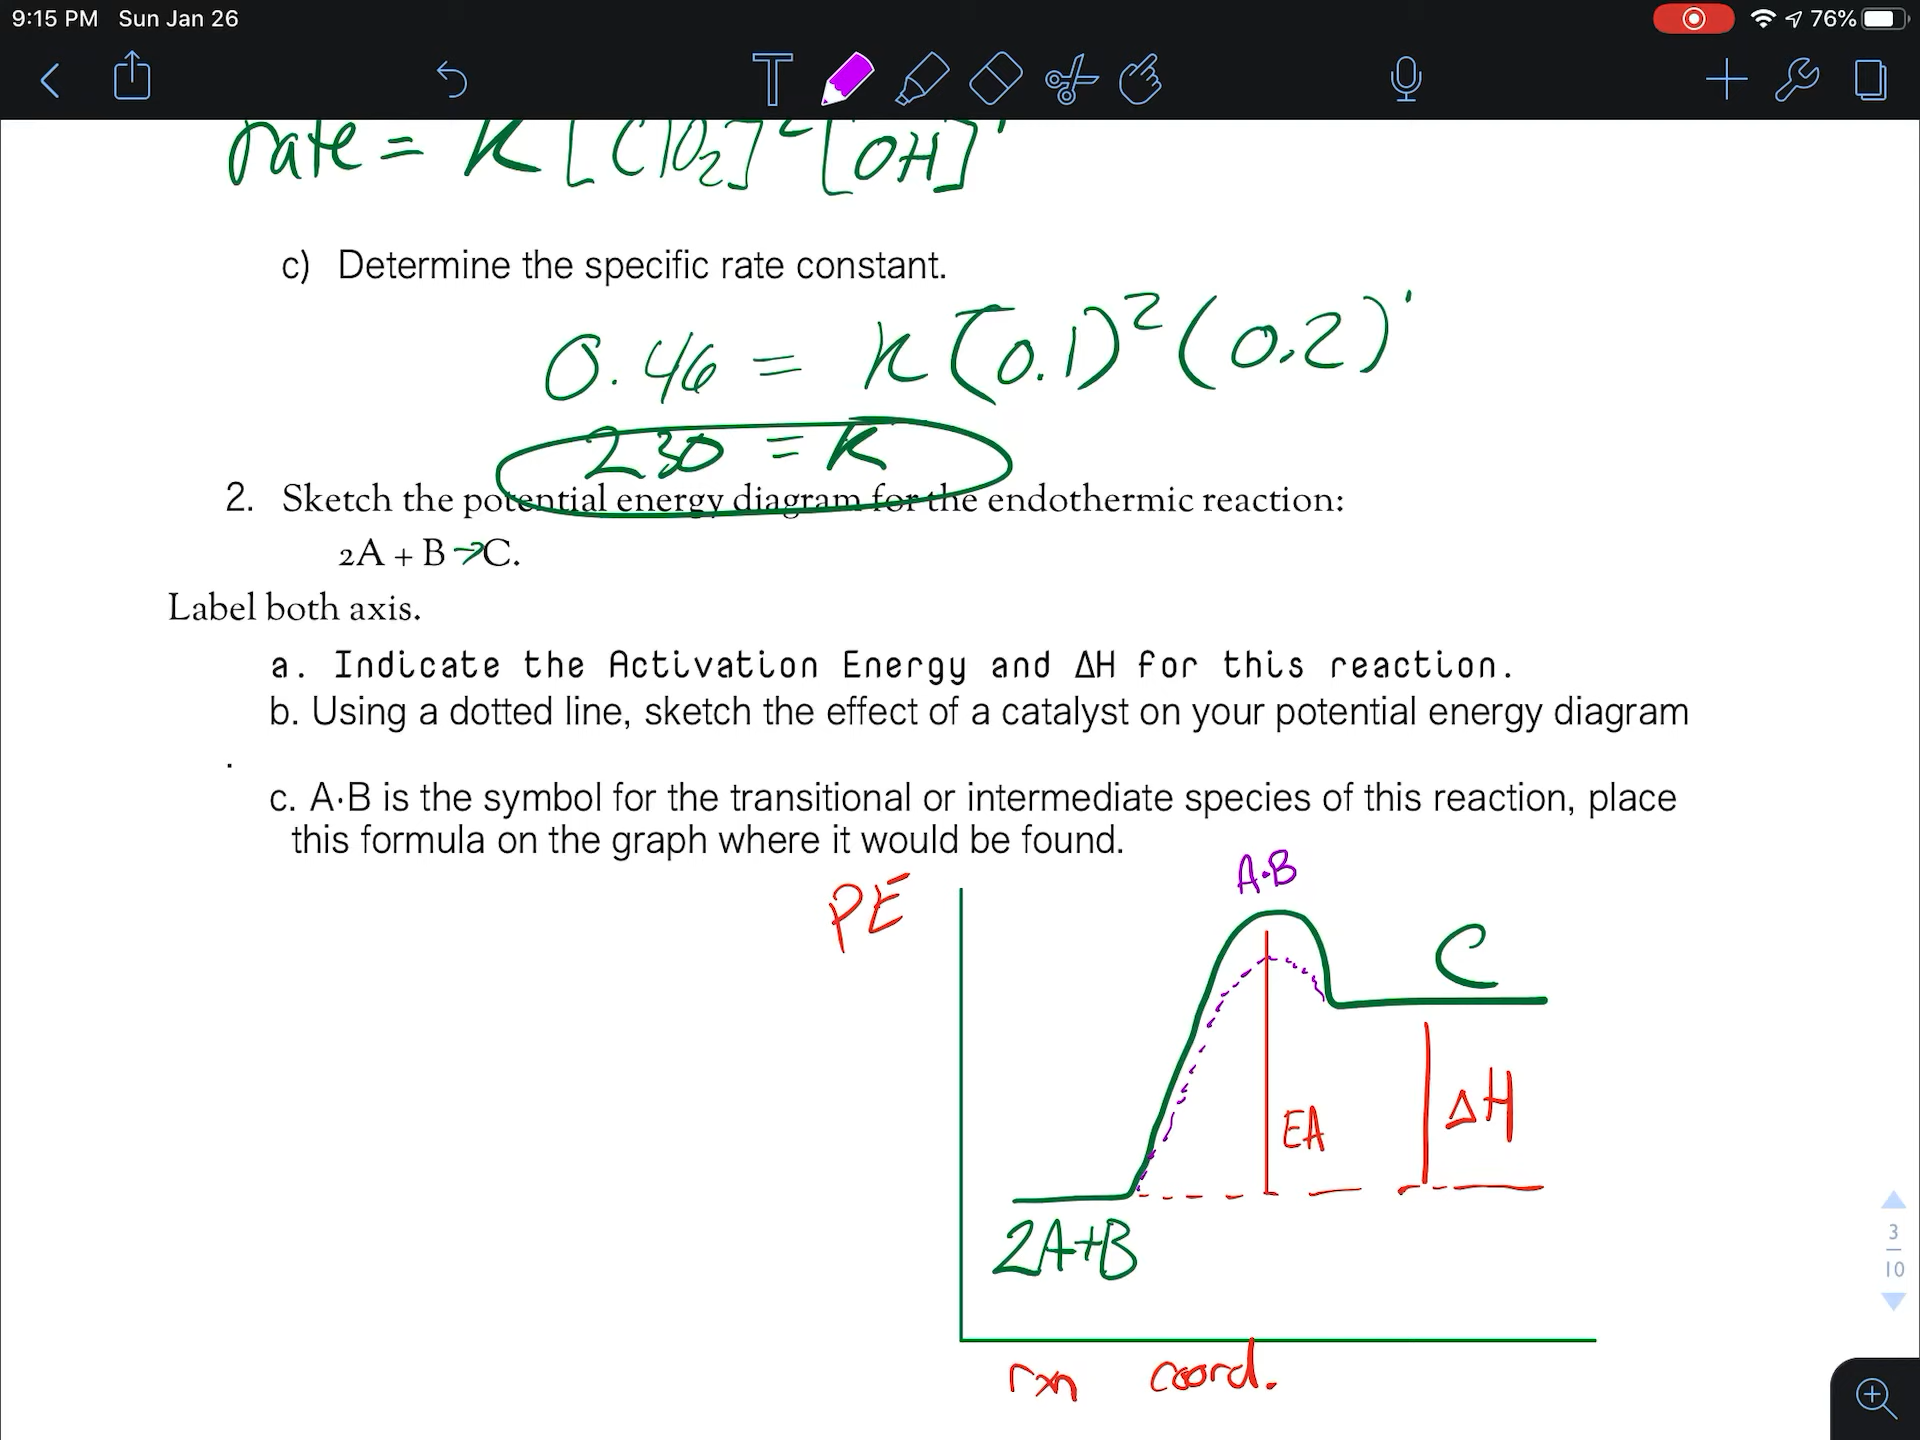 9:15 PM Sun Jan 26
76%
T
rate = K [ClO₂]² [OH]¹
c) Determine the specific rate constant.
0.46 = k (0.1)² (0.2)¹
230 = K
2. Sketch the potential energy diagram for the endothermic reaction:
2A + B → C.
Label both axis.
a. Indicate the Activation Energy and ΔH for this reaction.
b. Using a dotted line, sketch the effect of a catalyst on your potential energy diagram
.
c. A·B is the symbol for the transitional or intermediate species of this reaction, place
this formula on the graph where it would be found.
A·B
PE
C
ΔH
EA
2A+B
3
10
rxn coord.